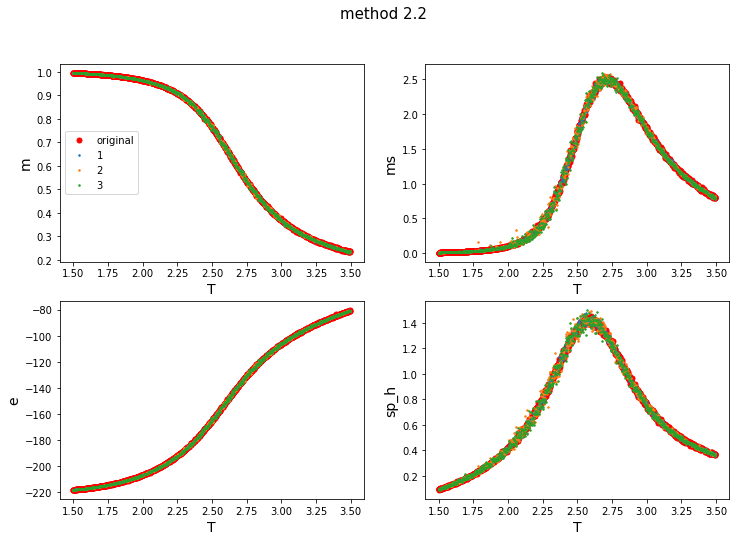 method 2.2
1.0
0.9
0.8
0.7
0.6
0.5
0.4
0.3
0.2
m
original
1
2
3
1.50 1.75 2.00 2.25 2.50 2.75 3.00 3.25 3.50
T
2.5
2.0
1.5
1.0
0.5
0.0
ms
1.50 1.75 2.00 2.25 2.50 2.75 3.00 3.25 3.50
T
−80
−100
−120
−140
−160
−180
−200
−220
e
1.50 1.75 2.00 2.25 2.50 2.75 3.00 3.25 3.50
T
1.4
1.2
1.0
0.8
0.6
0.4
0.2
sp_h
1.50 1.75 2.00 2.25 2.50 2.75 3.00 3.25 3.50
T